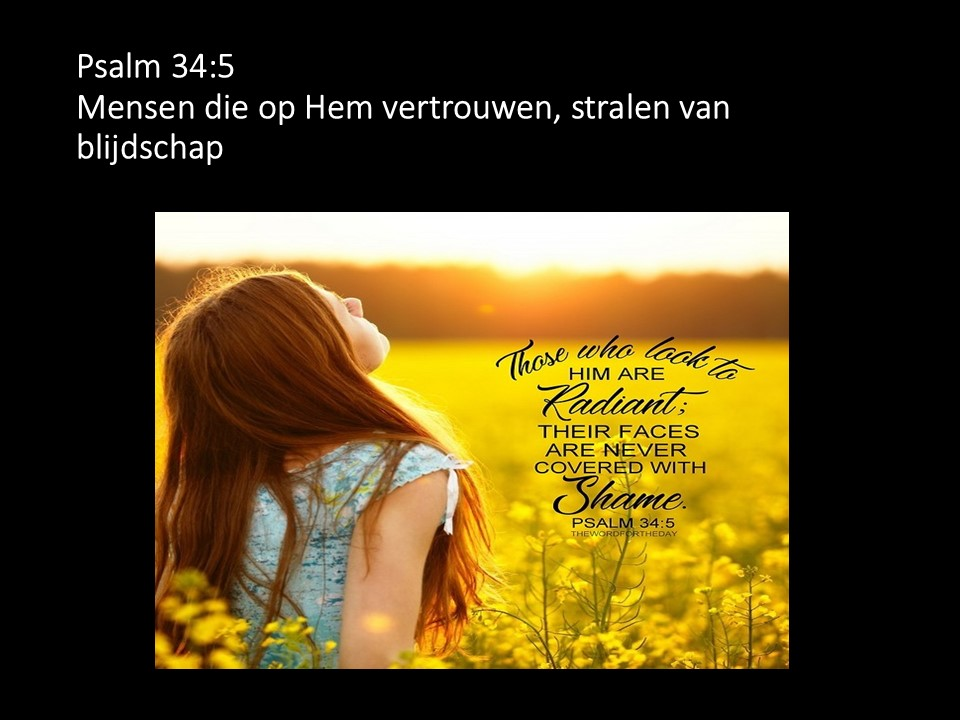 Psalm 34:5
Mensen die op Hem vertrouwen, stralen van
blijdschap
Those who look to
HIM ARE
Radiant;
THEIR FACES
ARE NEVER
COVERED WITH
Shame.
PSALM 34:5
THEWORDFORTHEDAY